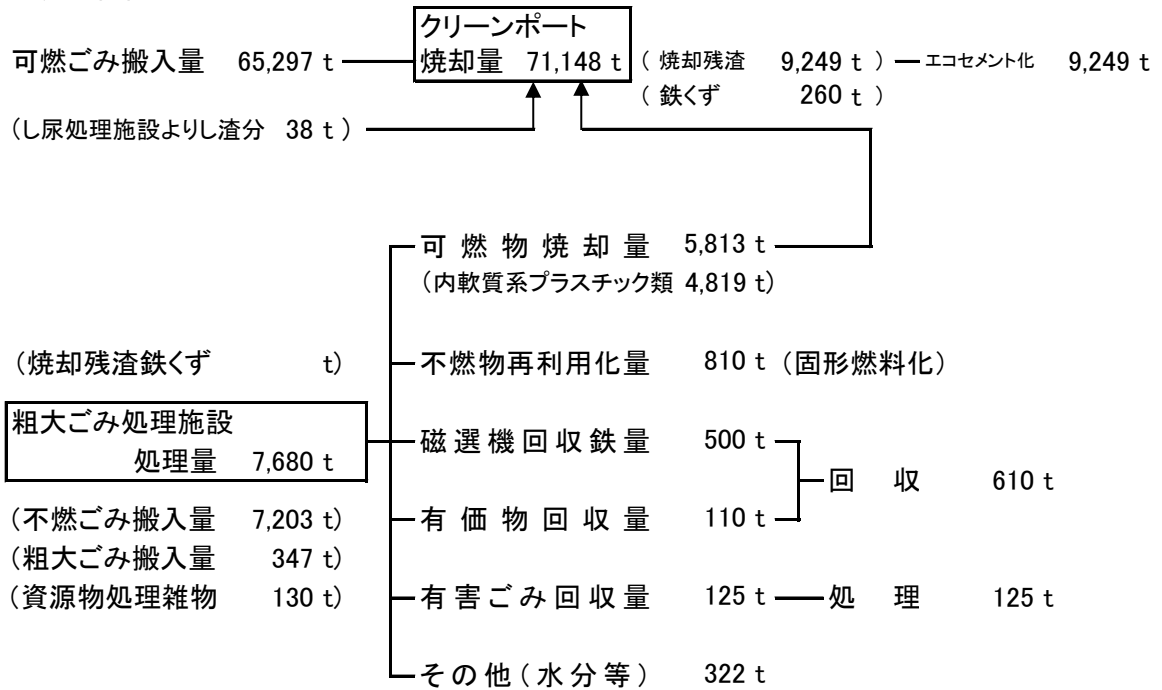 クリーンポート
可燃ごみ搬入量 65,297 t 焼却量 71,148 t ( 焼却残渣 9,249 t ) エコセメント化 9,249 t
( 鉄くず 260 t )
(し尿処理施設よりし渣分 38 t )
可燃物焼却量 5,813 t
(内軟質系プラスチック類 4,819 t)
(焼却残渣鉄くず t) 不燃物再利用化量 810 t (固形燃料化)
粗大ごみ処理施設
処理量 7,680 t
磁選機回収鉄量 500 t
回収 610 t
(不燃ごみ搬入量 7,203 t) 有価物回収量 110 t
(粗大ごみ搬入量 347 t)
(資源物処理雑物 130 t) 有害ごみ回収量 125 t 処理 125 t
その他(水分等) 322 t